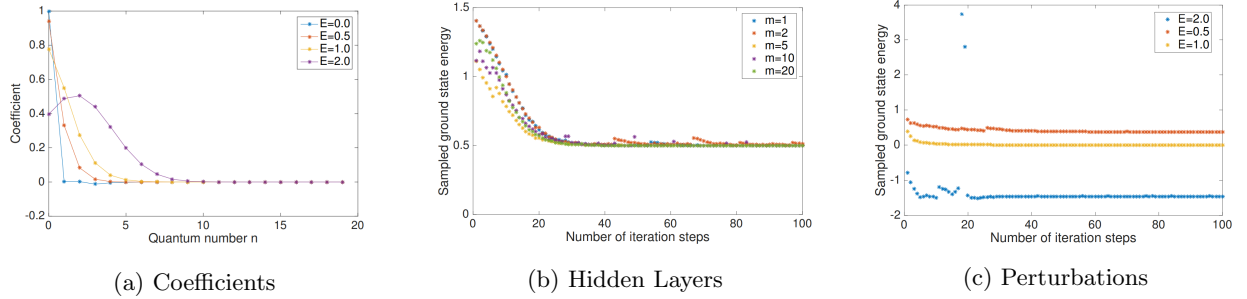 1
0.8
0.6
0.4
0.2
0
-0.2
0 5 10 15 20
Coefficient
Quantum number n
E=0.0
E=0.5
E=1.0
E=2.0
(a) Coefficients
1.5
1
0.5
0
0 20 40 60 80 100
Sampled ground state energy
Number of iteration steps
m=1
m=2
m=5
m=10
m=20
(b) Hidden Layers
4
3
2
1
0
-1
-2
0 20 40 60 80 100
Sampled ground state energy
Number of iteration steps
E=2.0
E=0.5
E=1.0
(c) Perturbations